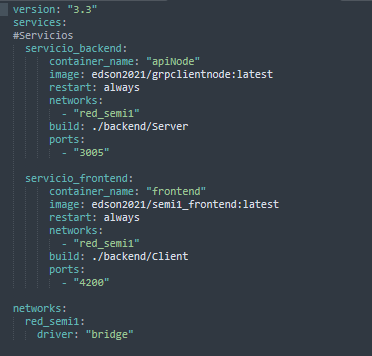 version: "3.3"
services:
#Servicios
  servicio_backend:
      container_name: "apiNode"
      image: edson2021/grpclientnode:latest
      restart: always
      networks:
        - "red_semi1"
      build: ./backend/Server
      ports:
        - "3005"

  servicio_frontend:
      container_name: "frontend"
      image: edson2021/semi1_frontend:latest
      restart: always
      networks:
        - "red_semi1"
      build: ./backend/Client
      ports:
        - "4200"

networks:
  red_semi1:
    driver: "bridge"